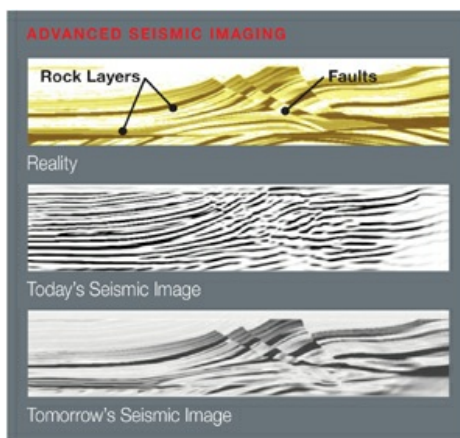 ADVANCED SEISMIC IMAGING
Rock Layers
Faults
Reality
Today's Seismic Image
Tomorrow's Seismic Image